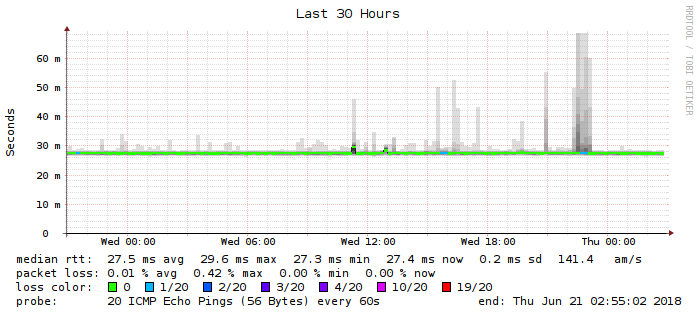 Last 30 Hours
RRDTOOL / TOBI OETIKER
Seconds
60 m
50 m
40 m
30 m
20 m
10 m
0
Wed 00:00 Wed 06:00 Wed 12:00 Wed 18:00 Thu 00:00
median rtt: 27.5 ms avg 29.6 ms max 27.3 ms min 27.4 ms now 0.2 ms sd 141.4 am/s
packet loss: 0.01 % avg 0.42 % max 0.00 % min 0.00 % now
loss color: 0 1/20 2/20 3/20 4/20 10/20 19/20
probe: 20 ICMP Echo Pings (56 Bytes) every 60s end: Thu Jun 21 02:55:02 2018